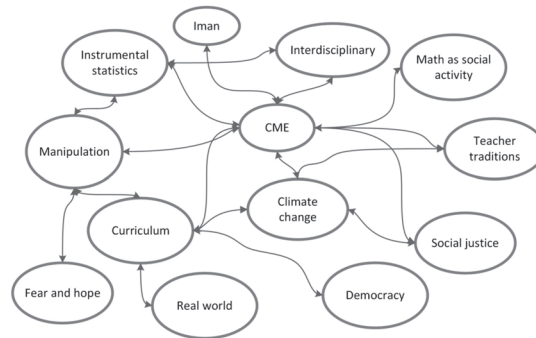 Iman
Instrumental
statistics
Interdisciplinary
Math as social
activity
CME
Manipulation
Teacher
traditions
Climate
change
Curriculum
Social justice
Fear and hope
Real world
Democracy